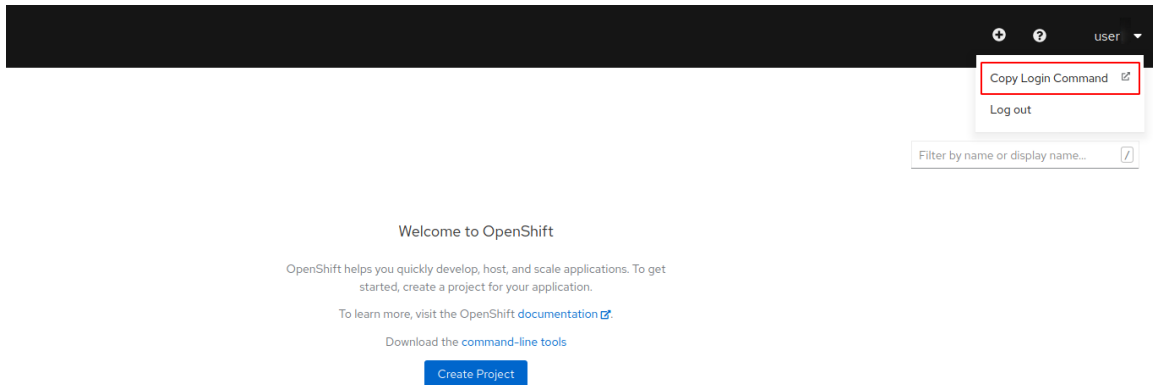 user
Copy Login Command
Log out
Filter by name or display name...
/
Welcome to OpenShift
OpenShift helps you quickly develop, host, and scale applications. To get
started, create a project for your application.
To learn more, visit the OpenShift documentation.
Download the command-line tools
Create Project